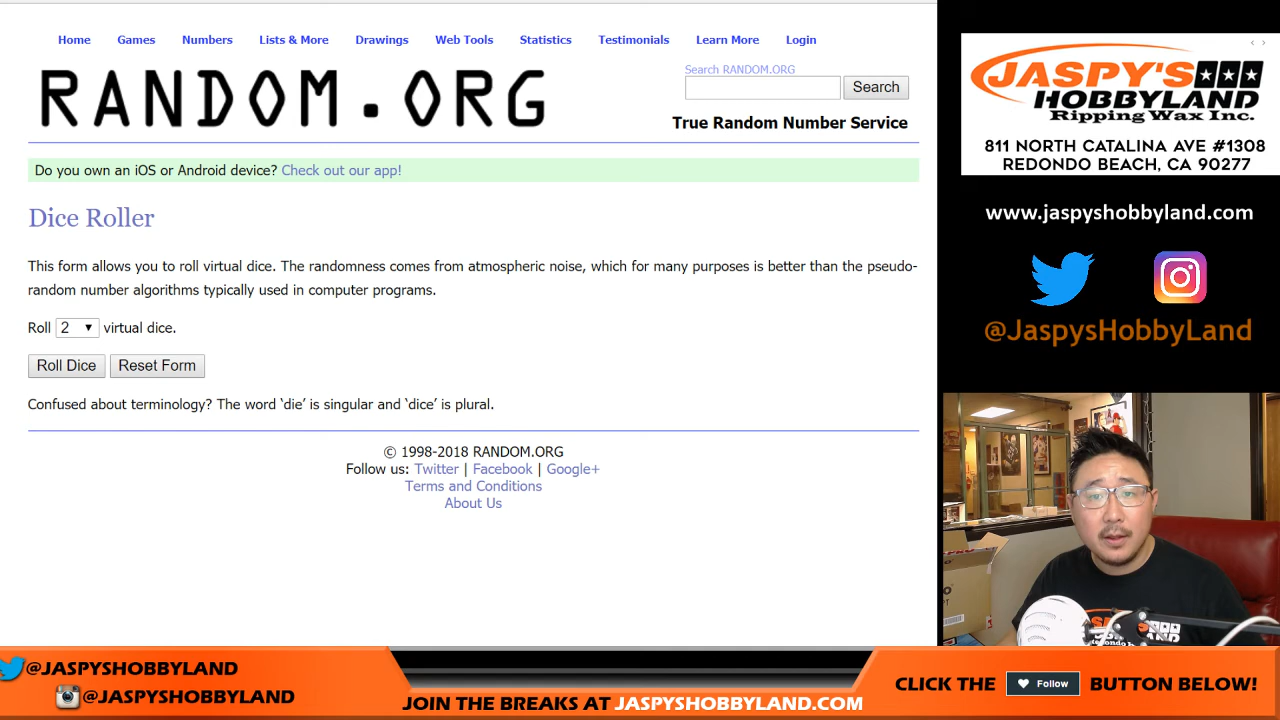 Home Games Numbers Lists & More Drawings Web Tools Statistics Testimonials Learn More Login
RANDOM.ORG
Search RANDOM.ORG
Search
True Random Number Service
Do you own an iOS or Android device? Check out our app!
Dice Roller
This form allows you to roll virtual dice. The randomness comes from atmospheric noise, which for many purposes is better than the pseudo-
random number algorithms typically used in computer programs.
Roll 2 virtual dice.
Roll Dice Reset Form
Confused about terminology? The word ‘die’ is singular and ‘dice’ is plural.
© 1998-2018 RANDOM.ORG
Follow us: Twitter | Facebook | Google+
Terms and Conditions
About Us
JASPY'S
HOBBYLAND
Ripping Wax Inc.
811 NORTH CATALINA AVE #1308
REDONDO BEACH, CA 90277
www.jaspyshobbyland.com
@JaspysHobbyLand
JASPY'S
@JASPYSHOBBYLAND
@JASPYSHOBBYLAND
JOIN THE BREAKS AT JASPYSHOBBYLAND.COM
CLICK THE Follow BUTTON BELOW!